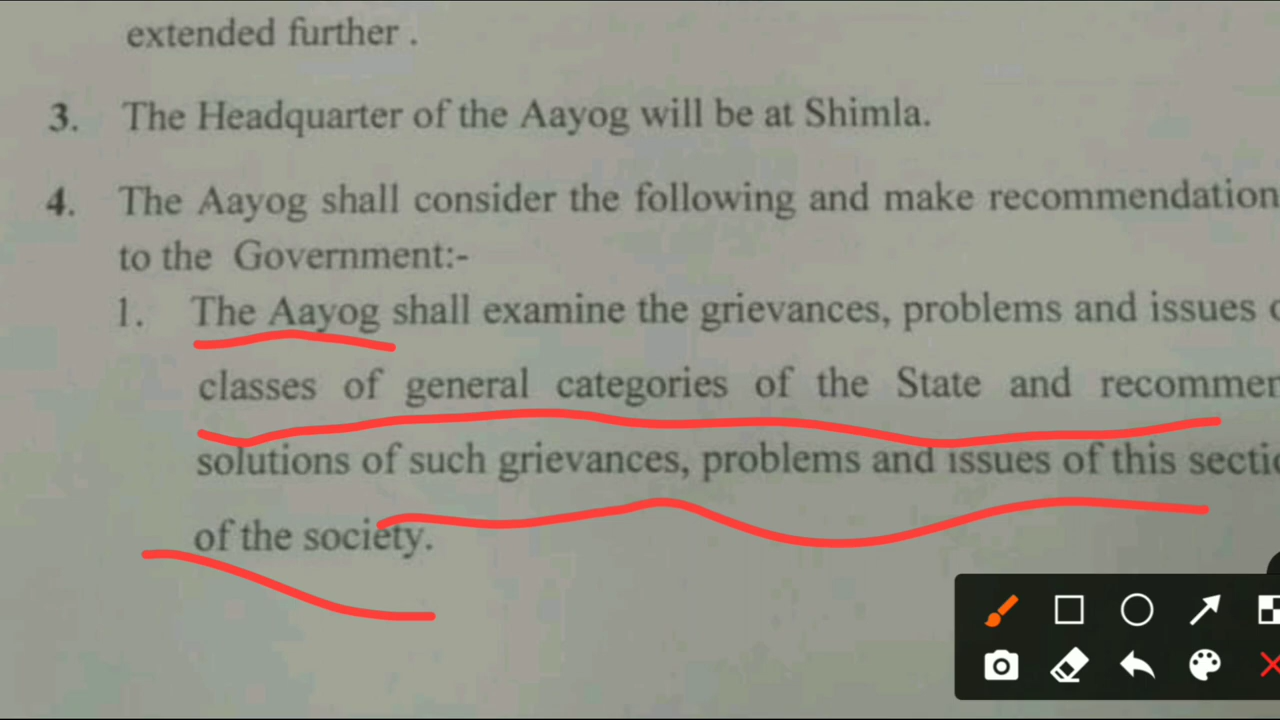 extended further .
3. The Headquarter of the Aayog will be at Shimla.
4. The Aayog shall consider the following and make recommendation
to the Government:-
1. The Aayog shall examine the grievances, problems and issues
classes of general categories of the State and
solutions of such grievances, problems and issues of this
of the society.